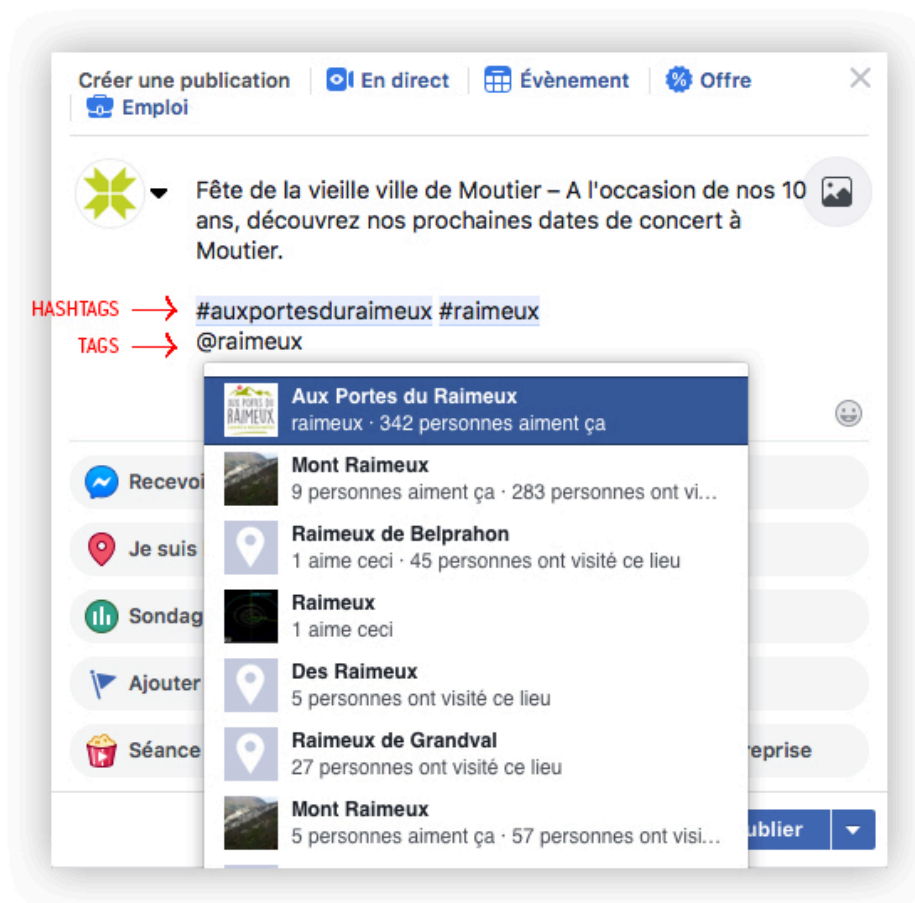 Créer une publication
En direct
Évènement
Offre
Emploi
Fête de la vieille ville de Moutier – A l'occasion de nos 10
ans, découvrez nos prochaines dates de concert à
Moutier.
HASHTAGS
#auxportesduraimeux #raimeux
TAGS
@raimeux
AUX PORTES DU
RAIMEUX
Aux Portes du Raimeux
raimeux · 342 personnes aiment ça
Mont Raimeux
9 personnes aiment ça · 283 personnes ont vi...
Raimeux de Belprahon
1 aime ceci · 45 personnes ont visité ce lieu
Raimeux
1 aime ceci
Des Raimeux
5 personnes ont visité ce lieu
Raimeux de Grandval
27 personnes ont visité ce lieu
Mont Raimeux
5 personnes aiment ça · 57 personnes ont visi...
Recevoi
Je suis
Sondag
Ajouter
Séance
reprise
ublier